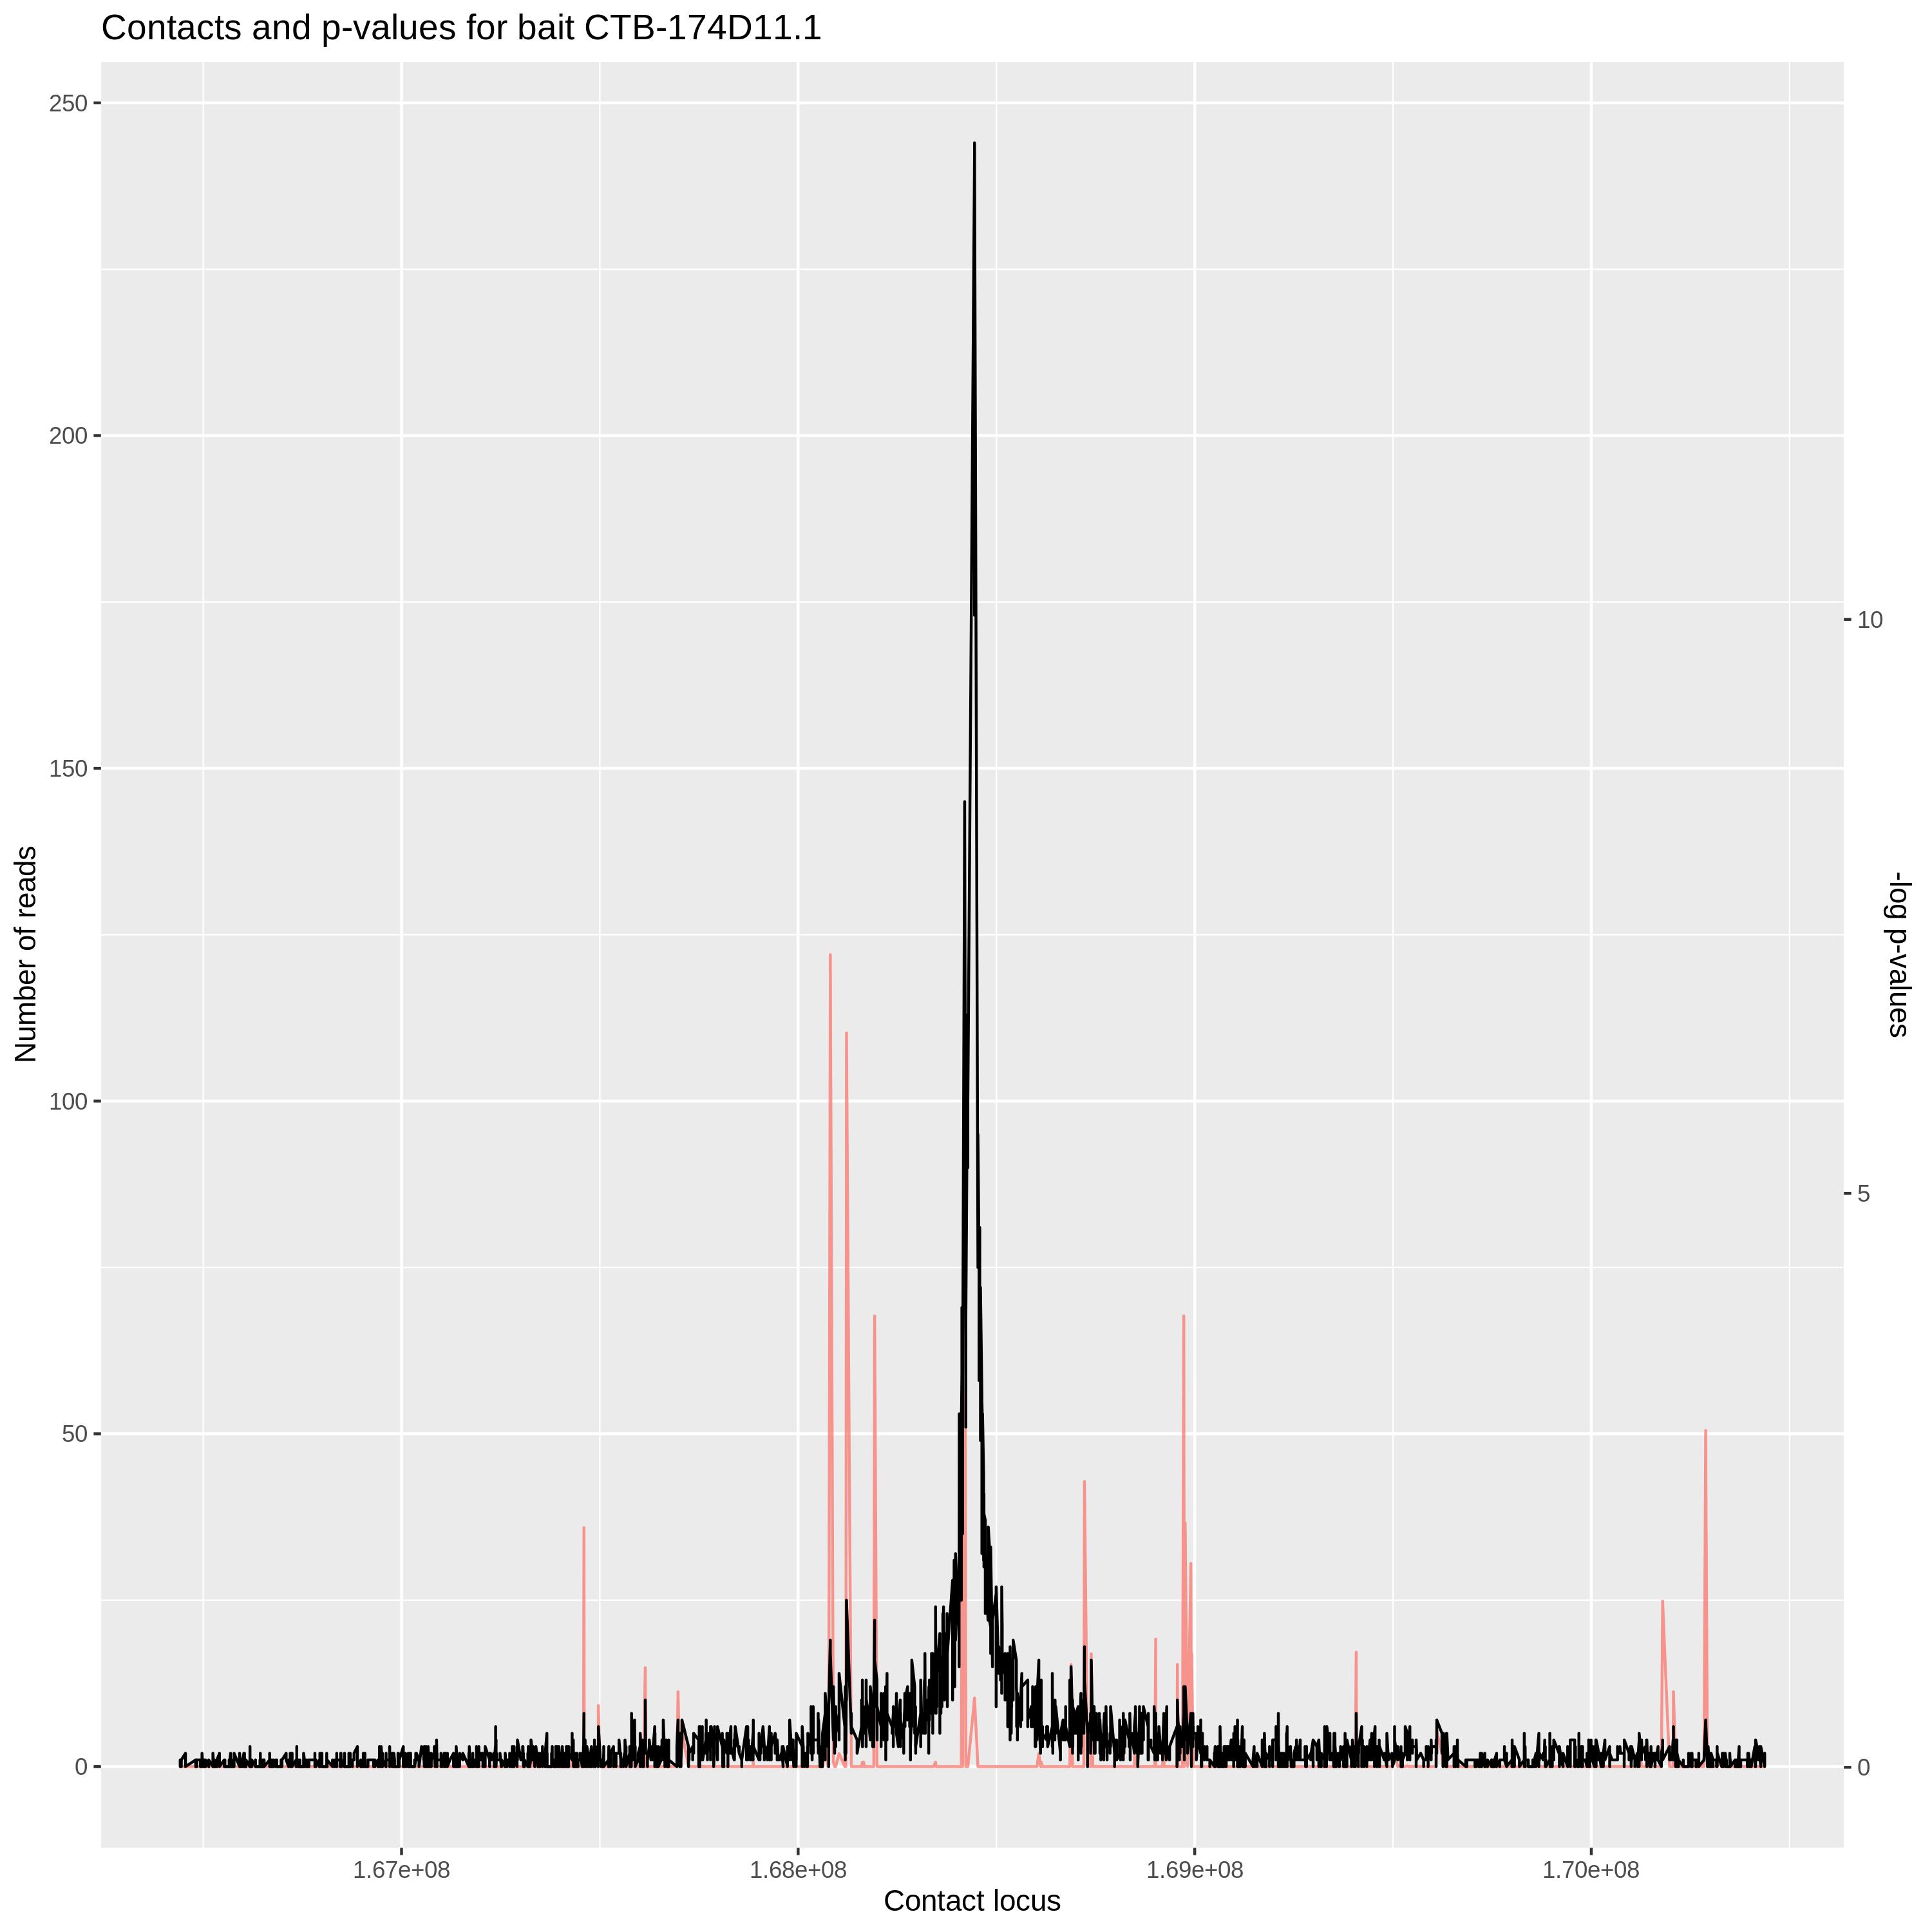 Contacts and p-values for bait CTB-174D11.1
250
200
150
100
50
0
Number of reads
10
5
0
-log p-values
1.67e+08
1.68e+08
1.69e+08
1.70e+08
Contact locus